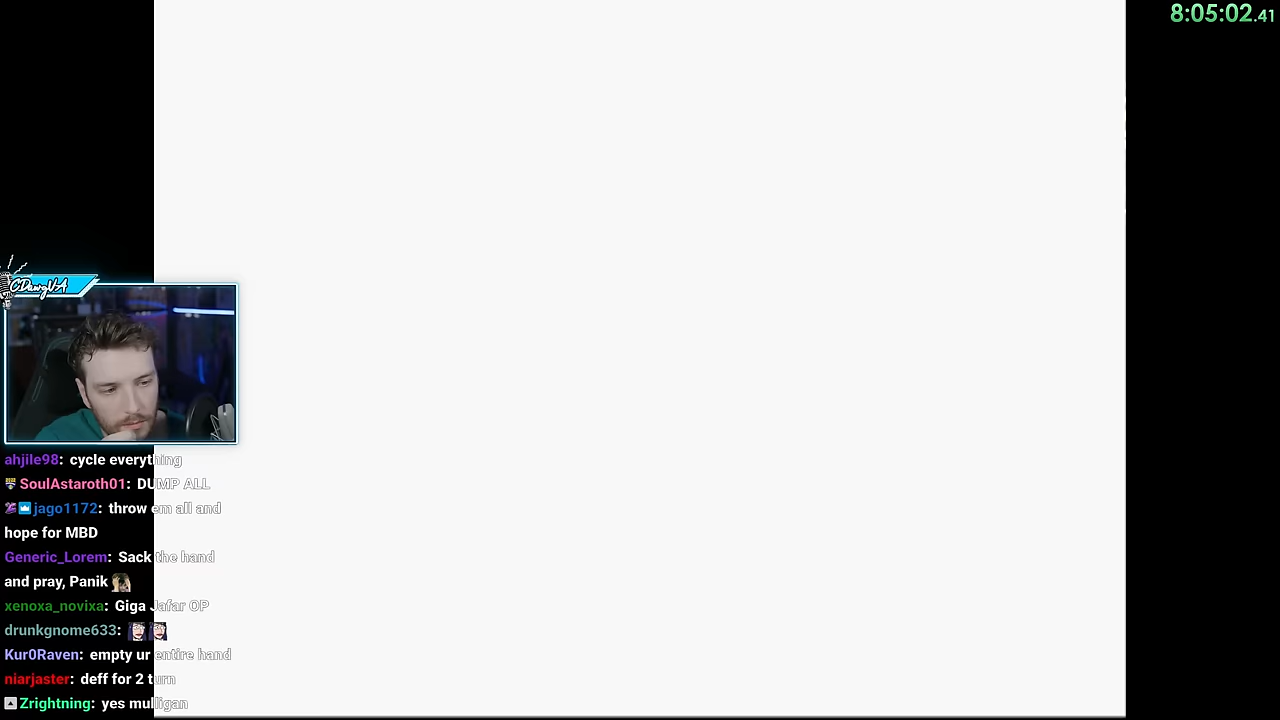 8:05:02.41
CDawgVA
ahjile98: cycle everything
SoulAstaroth01: DUMP ALL
jago1172: throw em all and
hope for MBD
Generic_Lorem: Sack the hand
and pray, Panik
xenoxa_novixa: Giga Jafar OP
drunkgnome633:
Kur0Raven: empty ur entire hand
niarjaster: deff for 2 turn
Zrightning: yes mulligan